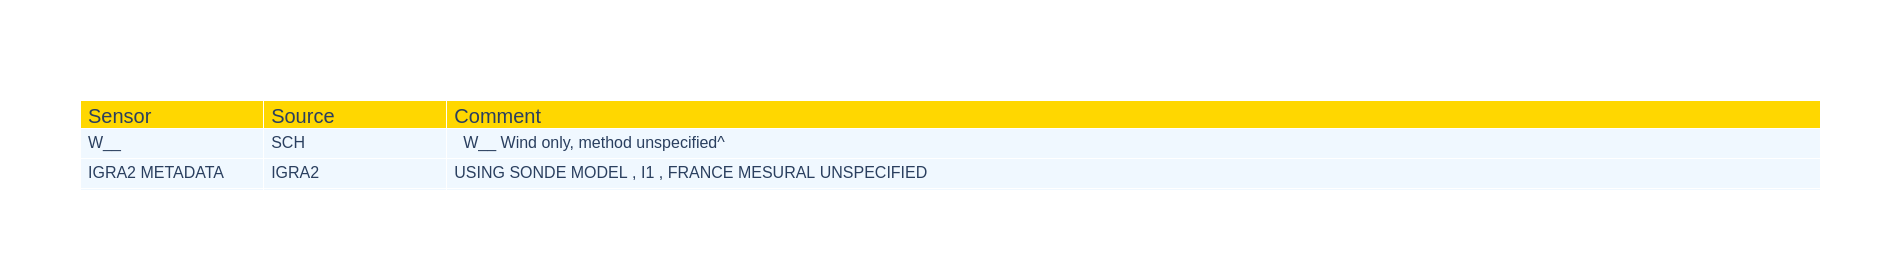 Sensor Source Comment
W__ SCH W__ Wind only, method unspecified^
IGRA2 METADATA IGRA2 USING SONDE MODEL , I1 , FRANCE MESURAL UNSPECIFIED